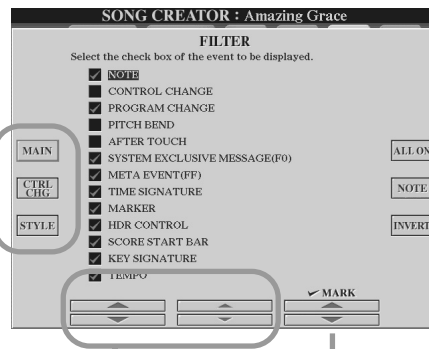 SONG CREATOR : Amazing Grace
FILTER
Select the check box of the event to be displayed.
NOTE
CONTROL CHANGE
PROGRAM CHANGE
PITCH BEND
AFTER TOUCH
SYSTEM EXCLUSIVE MESSAGE(F0)
META EVENT(FF)
TIME SIGNATURE
MARKER
HDR CONTROL
SCORE START BAR
KEY SIGNATURE
TEMPO
MAIN
CTRL
CHG
STYLE
ALL ON
NOTE
INVERT
MARK